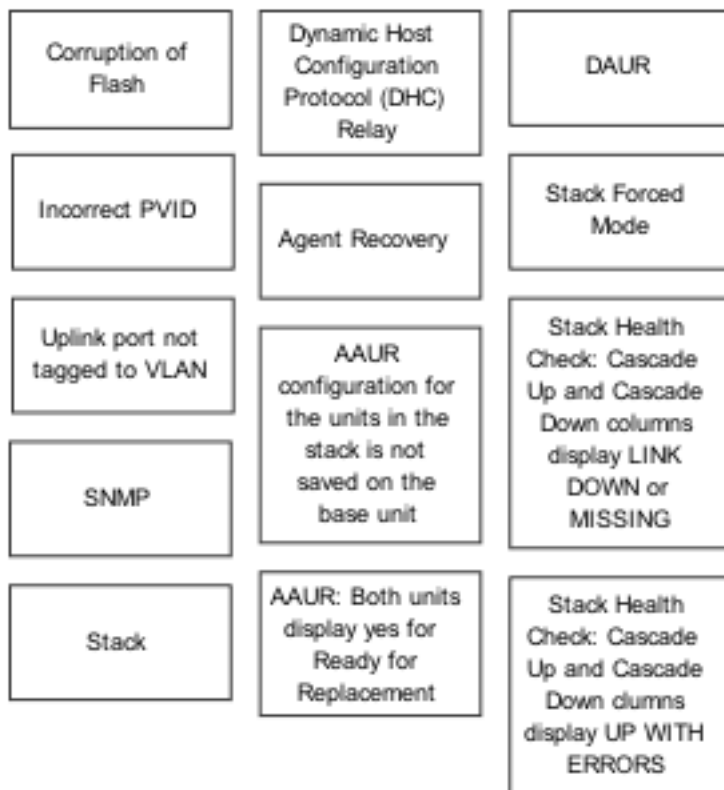 Corruption of
Flash
Incorrect PVID
Uplink port not
tagged to VLAN
SNMP
Stack
Dynamic Host
Configuration
Protocol (DHC)
Relay
Agent Recovery
AAUR
configuration for
the units in the
stack is not
saved on the
base unit
AAUR: Both units
display yes for
Ready for
Replacement
DAUR
Stack Forced
Mode
Stack Health
Check: Cascade
Up and Cascade
Down columns
display LINK
DOWN or
MISSING
Stack Health
Check: Cascade
Up and Cascade
Down clumns
display UP WITH
ERRORS